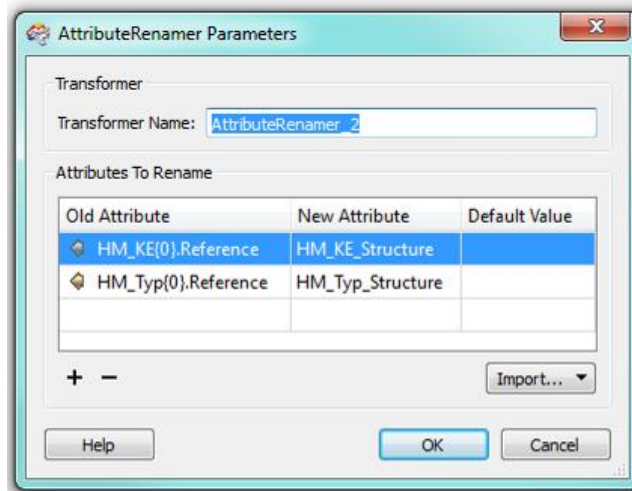 AttributeRenamer Parameters
X
Transformer
Transformer Name: AttributeRenamer_2
Attributes To Rename
Old Attribute New Attribute Default Value
HM_KE{0}.Reference HM_KE_Structure
HM_Typ{0}.Reference HM_Typ_Structure
+ − Import...
Help OK Cancel